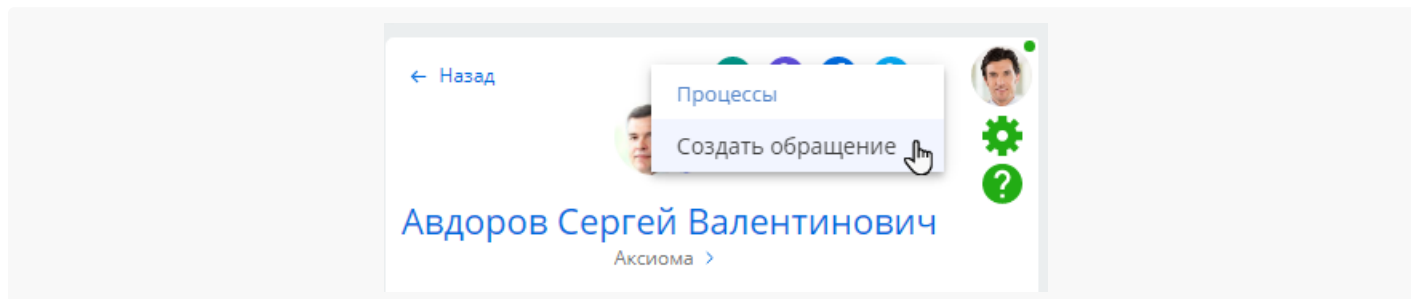 ← Назад
Процессы
Создать обращение
?
Авдоров Сергей Валентинович
Аксиома >